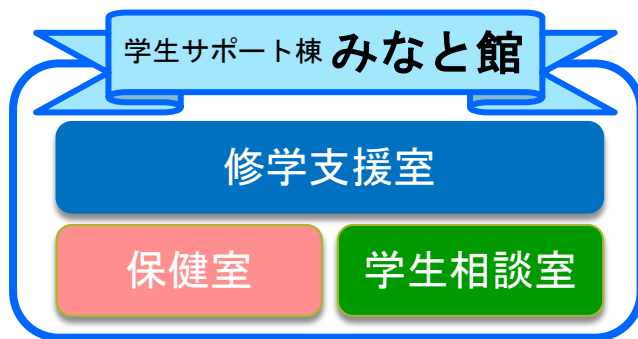 学生サポート棟 みなと館
修学支援室
保健室
学生相談室